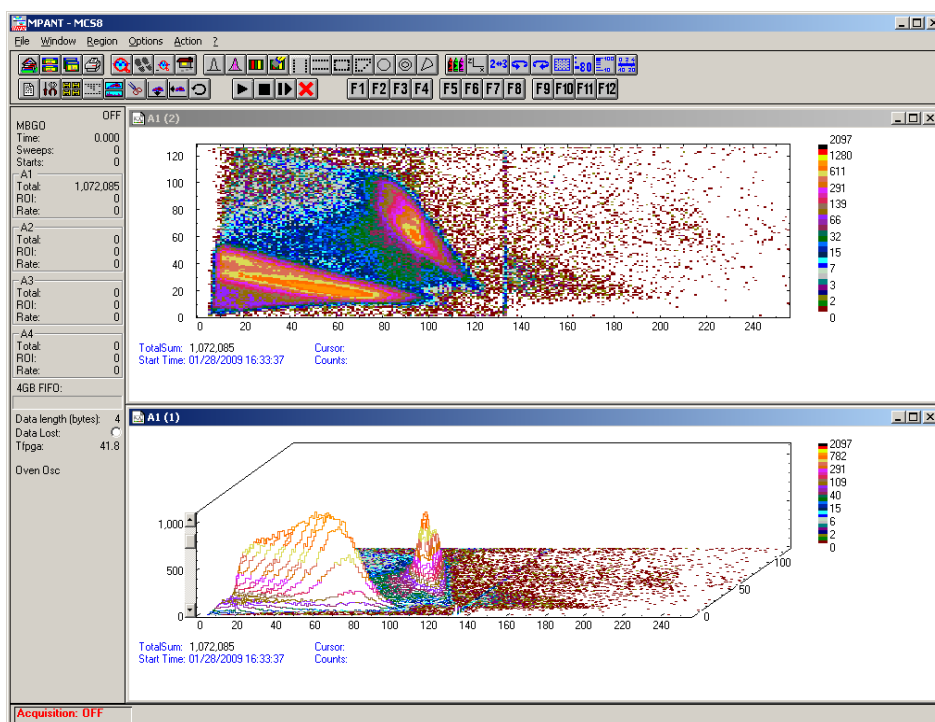 MPANT - MCS8
File Window Region Options Action ?
2↔3 -80
F1 F2 F3 F4 F5 F6 F7 F8 F9 F10 F11 F12
OFF
MBGO
Time: 0.000
Sweeps: 0
Starts: 0
A1
Total: 1,072,085
ROI: 0
Rate: 0
A2
Total: 0
ROI: 0
Rate: 0
A3
Total: 0
ROI: 0
Rate: 0
A4
Total: 0
ROI: 0
Rate: 0
4GB FIFO:
Data length (bytes): 4
Data Lost:
Tfpga: 41.8
Oven Osc
A1 (2)
120
100
80
60
40
20
0
0 20 40 60 80 100 120 140 160 180 200 220 240
2097
1280
611
291
139
66
32
15
7
3
2
0
TotalSum: 1,072,085 Cursor:
Start Time: 01/28/2009 16:33:37 Counts:
A1 (1)
1,000
500
0
0 20 40 60 80 100 120 140 160 180 200 220 240
0
50
100
2097
782
291
109
40
15
6
2
0
TotalSum: 1,072,085 Cursor:
Start Time: 01/28/2009 16:33:37 Counts:
Acquisition: OFF